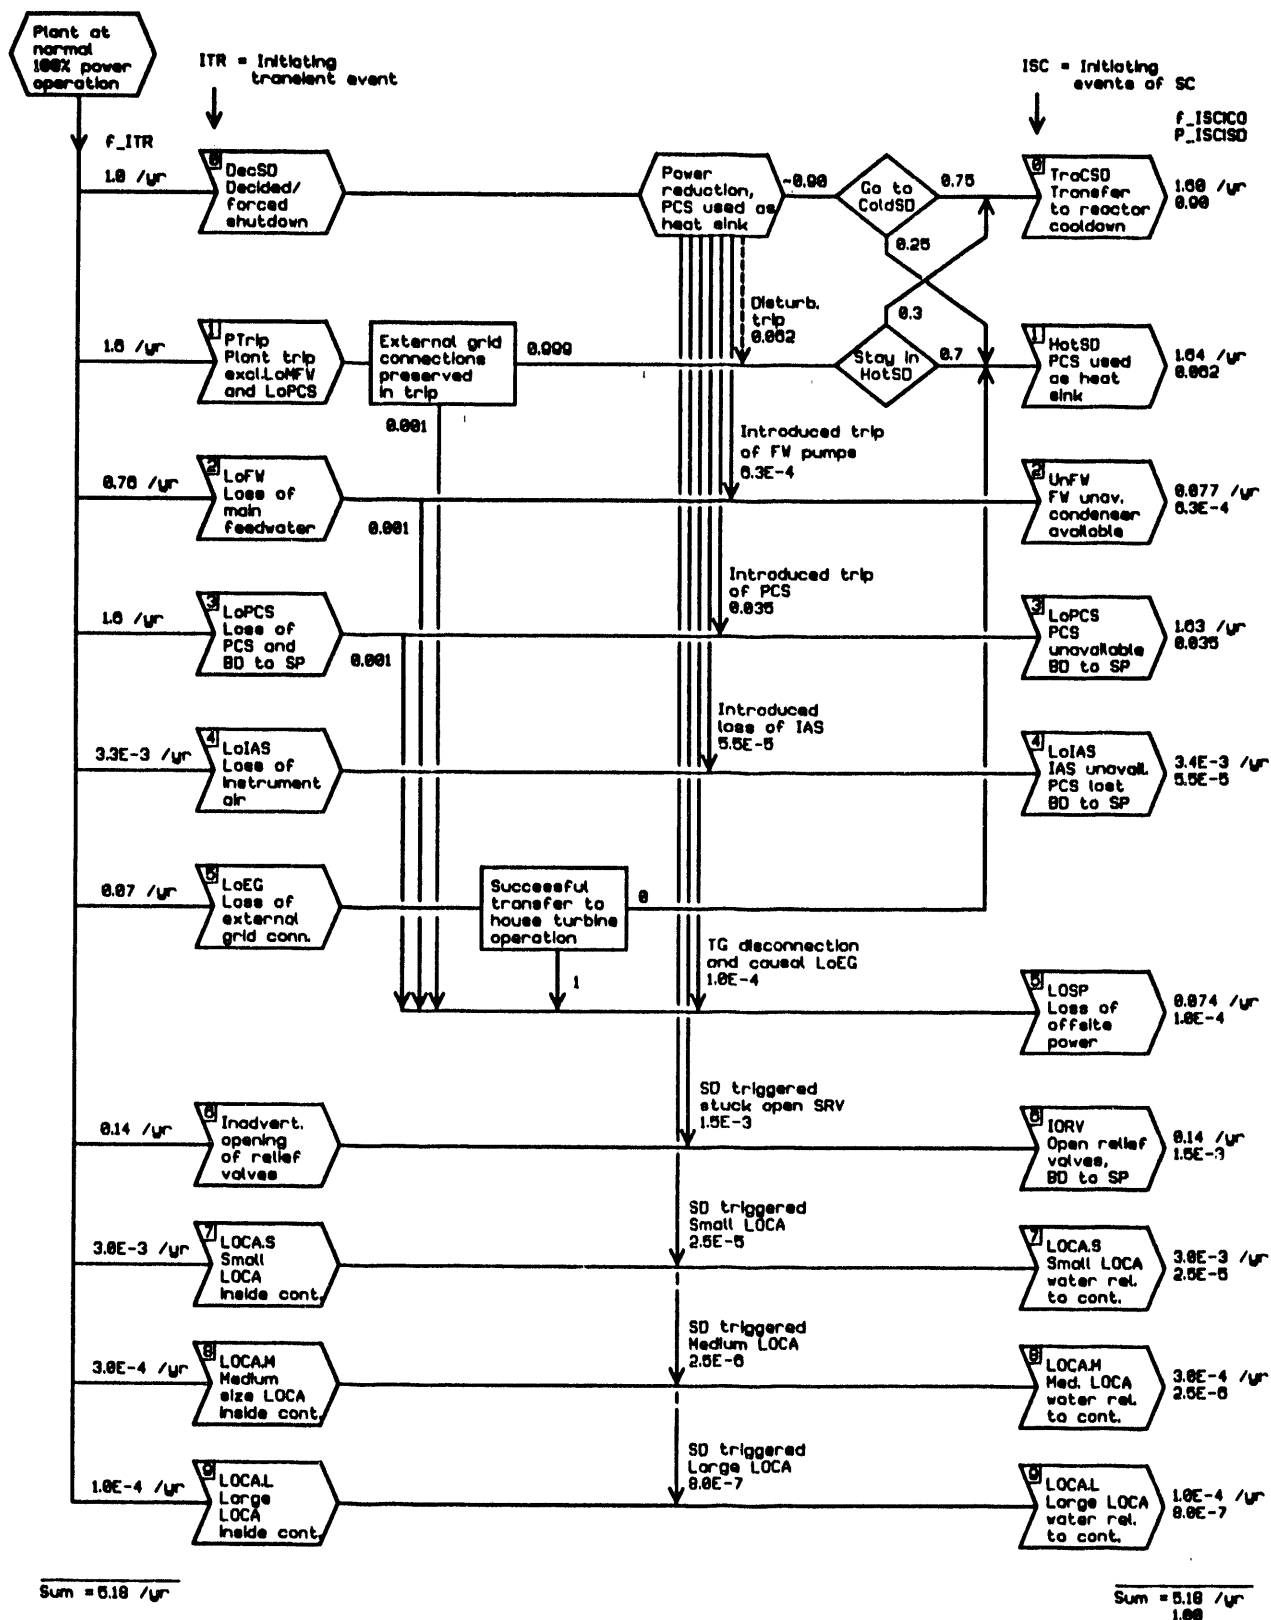 Plant at
normal
100% power
operation
ITR = Initiating
transient event
ISC = Initiating
events of SC
f_ITR
f_ISC|CO
P_ISC|SD
1.0 /yr
0
DecSD
Decided/
forced
shutdown
Power
reduction,
PCS used as
heat sink
~0.90
Go to
ColdSD
0.75
0.25
0
TraCSD
Transfer
to reactor
cooldown
1.60 /yr
0.90
Disturb.
trip
0.062
0.3
1.6 /yr
1
PTrip
Plant trip
excl.LoMFW
and LoPCS
External grid
connections
preserved
in trip
0.999
0.001
Stay in
HotSD
0.7
1
HotSD
PCS used
as heat
sink
1.64 /yr
0.062
Introduced trip
of FW pumps
6.3E-4
0.76 /yr
2
LoFW
Loss of
main
feedwater
0.001
2
UnFW
FW unav.
condenser
available
0.077 /yr
6.3E-4
Introduced trip
of PCS
0.035
1.6 /yr
3
LoPCS
Loss of
PCS and
BD to SP
0.001
3
LoPCS
PCS
unavailable
BD to SP
1.63 /yr
0.035
Introduced
loss of IAS
5.5E-5
3.3E-3 /yr
4
LoIAS
Loss of
instrument
air
4
LoIAS
IAS unavail.
PCS lost
BD to SP
3.4E-3 /yr
5.5E-5
0.07 /yr
5
LoEG
Loss of
external
grid conn.
Successful
transfer to
house turbine
operation
0
1
TG disconnection
and causal LoEG
1.0E-4
5
LOSP
Loss of
offsite
power
0.074 /yr
1.0E-4
SD triggered
stuck open SRV
1.5E-3
0.14 /yr
6
Inadvert.
opening
of relief
valves
6
IORV
Open relief
valves,
BD to SP
0.14 /yr
1.5E-3
SD triggered
Small LOCA
2.5E-5
3.0E-3 /yr
7
LOCA.S
Small
LOCA
inside cont.
7
LOCA.S
Small LOCA
water rel.
to cont.
3.0E-3 /yr
2.5E-5
SD triggered
Medium LOCA
2.5E-6
3.0E-4 /yr
8
LOCA.M
Medium
size LOCA
inside cont.
8
LOCA.M
Med. LOCA
water rel.
to cont.
3.0E-4 /yr
2.5E-6
SD triggered
Large LOCA
8.0E-7
1.0E-4 /yr
9
LOCA.L
Large
LOCA
inside cont.
9
LOCA.L
Large LOCA
water rel.
to cont.
1.0E-4 /yr
8.0E-7
Sum = 5.18 /yr
Sum = 5.18 /yr
1.00